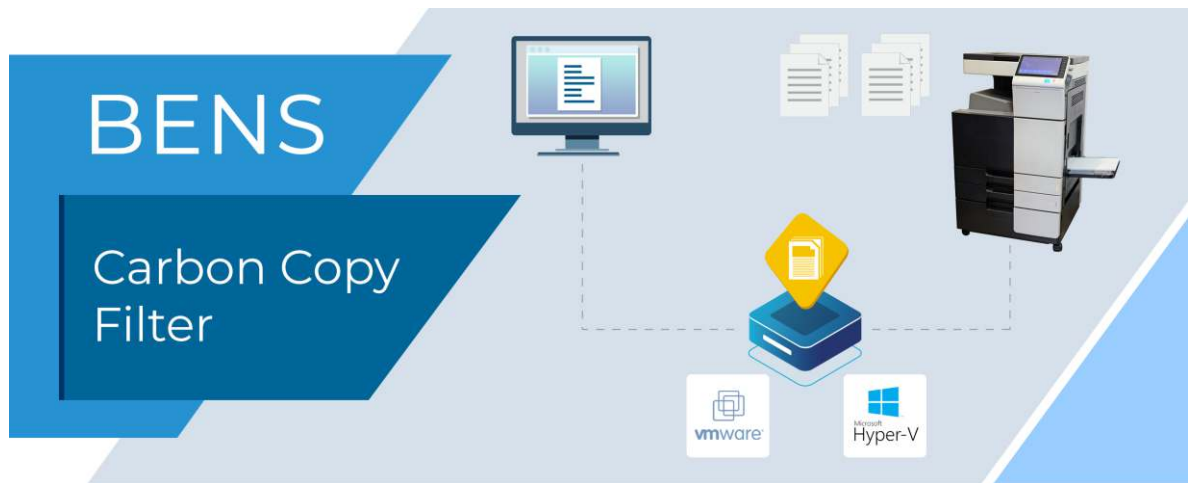 BENS
Carbon Copy
Filter
vmware
Microsoft
Hyper-V